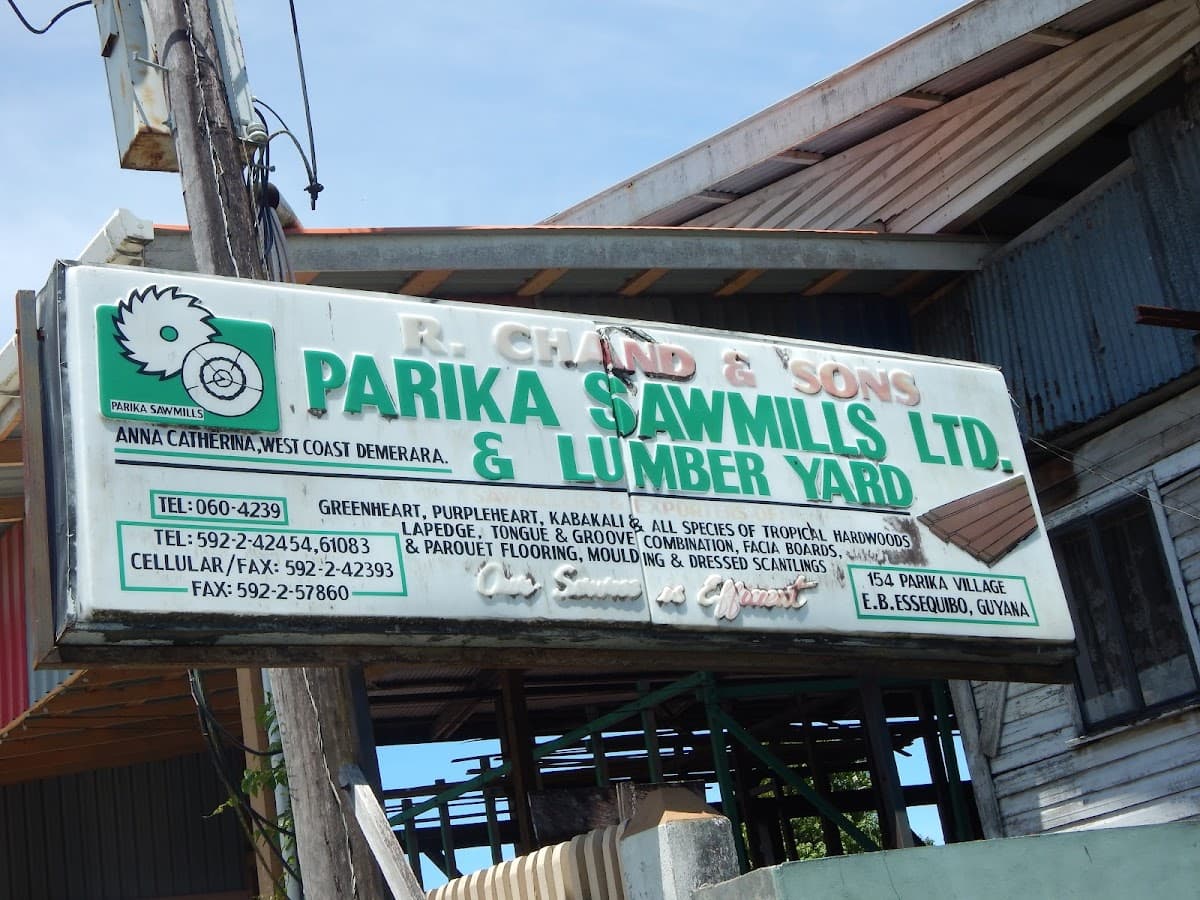 R. CHAND & SONS
PARIKA SAWMILLS LTD.
& LUMBER YARD
PARIKA SAWMILLS
ANNA CATHERINA, WEST COAST DEMERARA.
SAWMILLERS & EXPORTERS OF
TEL: 060-4239
TEL: 592-2-42454, 61083
CELLULAR/FAX: 592-2-42393
FAX: 592-2-57860
GREENHEART, PURPLEHEART, KABAKALI & ALL SPECIES OF TROPICAL HARDWOODS
LAPEDGE, TONGUE & GROOVE COMBINATION, FACIA BOARDS,
& PAROUET FLOORING, MOULDING & DRESSED SCANTLINGS
Our Service is Efficient
154 PARIKA VILLAGE
E.B. ESSEQUIBO, GUYANA